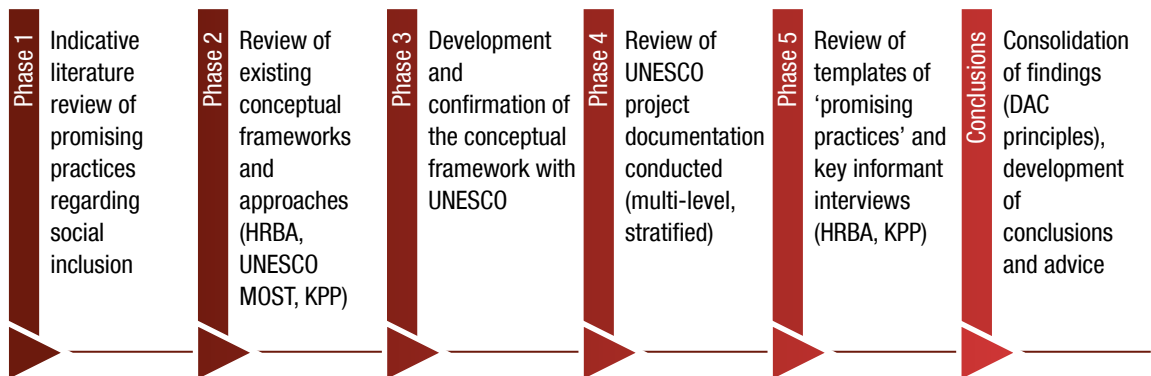 Phase 1
Indicative
literature
review of
promising
practices
regarding
social
inclusion
Phase 2
Review of
existing
conceptual
frameworks
and
approaches
(HRBA,
UNESCO
MOST, KPP)
Phase 3
Development
and
confirmation of
the conceptual
framework with
UNESCO
Phase 4
Review of
UNESCO
project
documentation
conducted
(multi-level,
stratified)
Phase 5
Review of
templates of
‘promising
practices’ and
key informant
interviews
(HRBA, KPP)
Conclusions
Consolidation
of findings
(DAC
principles),
development
of
conclusions
and advice